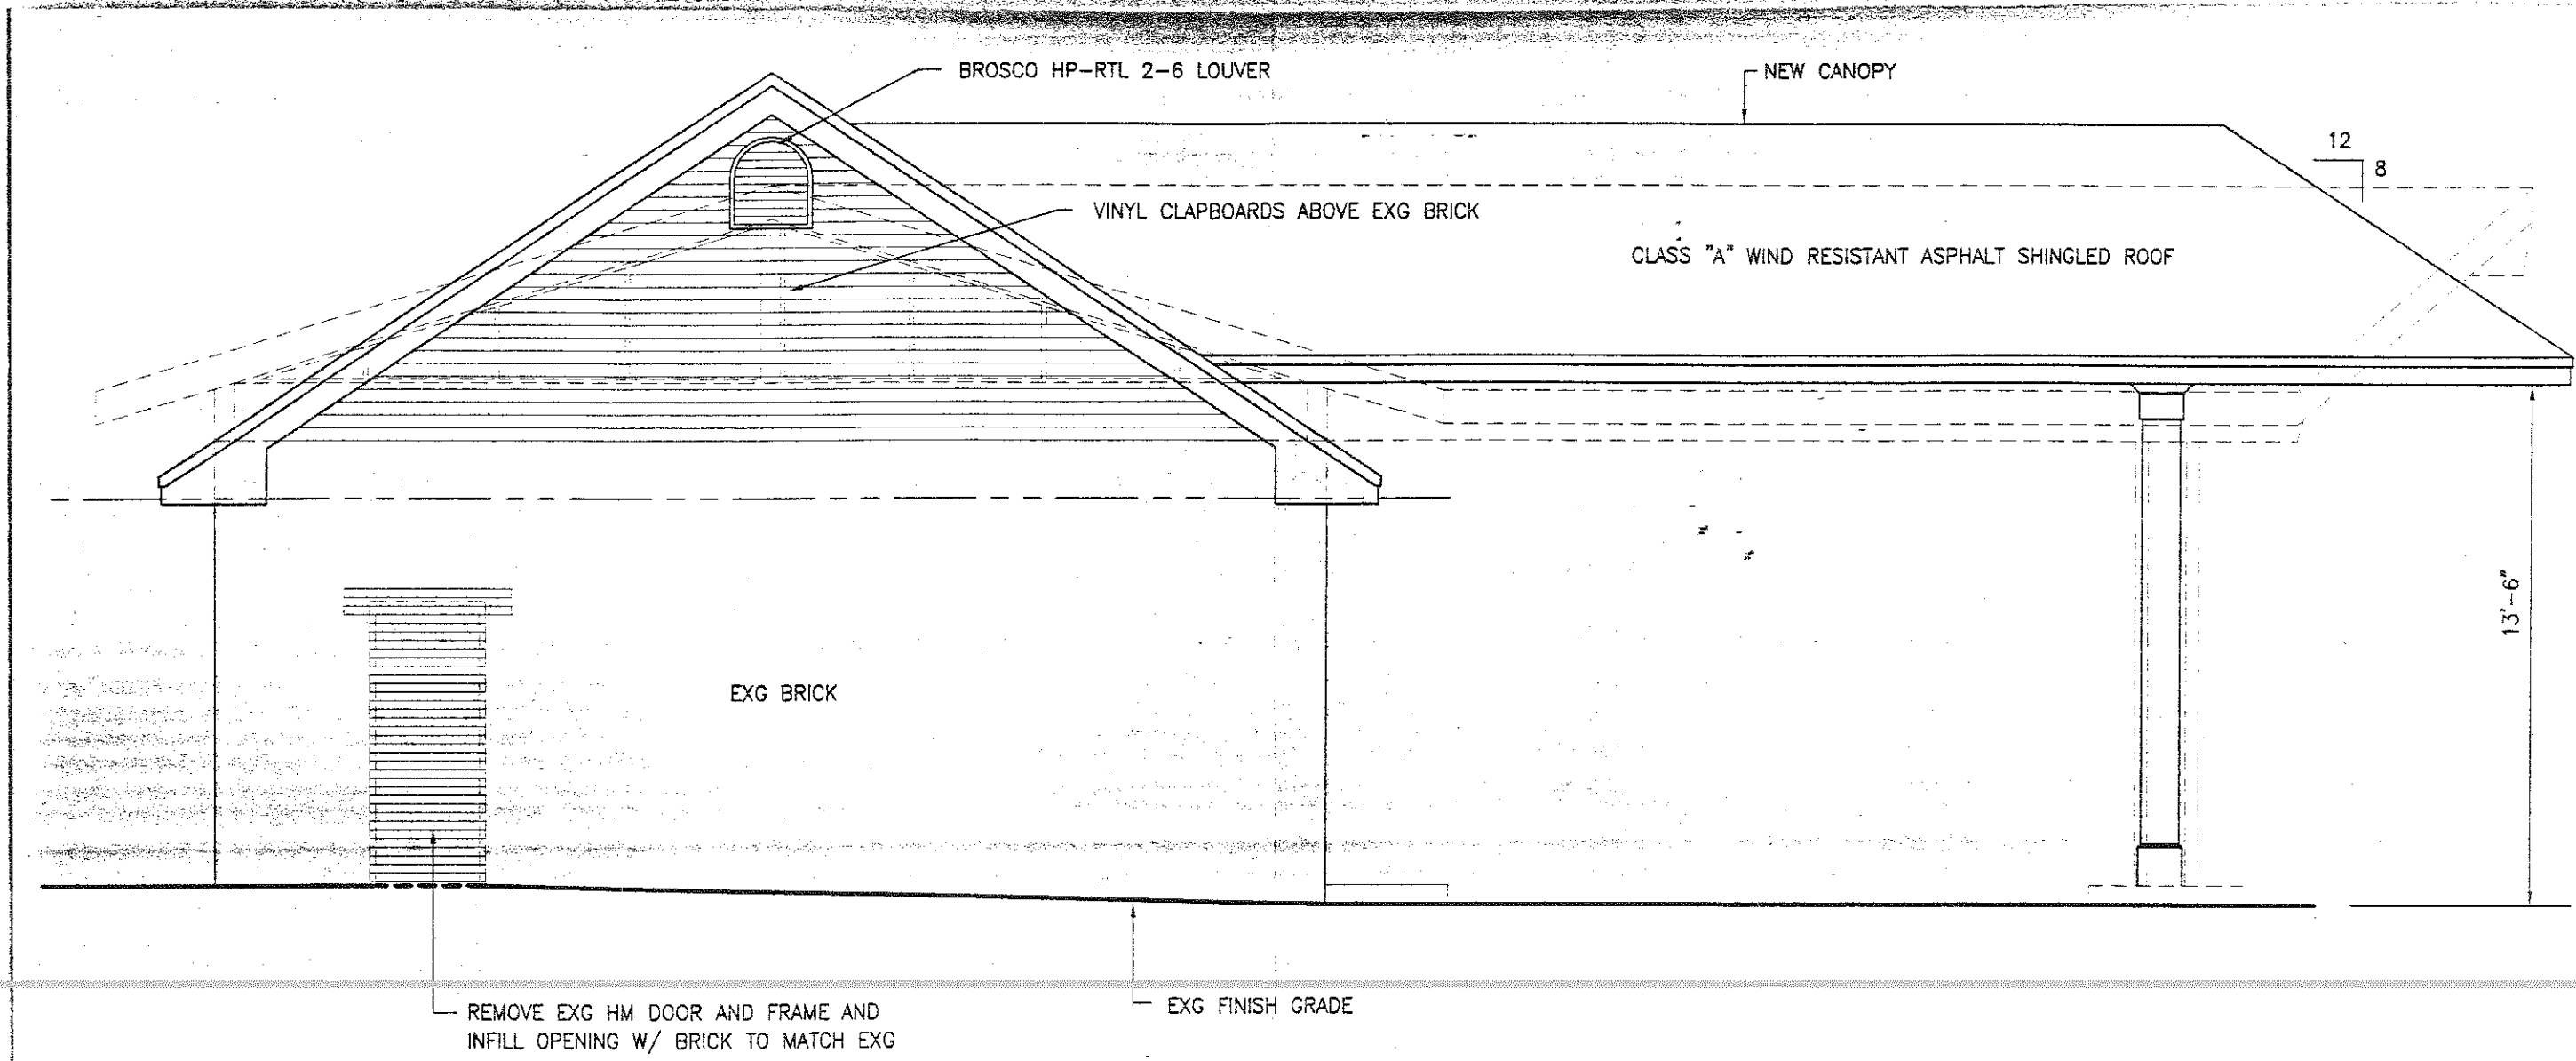 BROSCO HP-RTL 2-6 LOUVER
NEW CANOPY
12
8
VINYL CLAPBOARDS ABOVE EXG BRICK
CLASS "A" WIND RESISTANT ASPHALT SHINGLED ROOF
13'-6"
EXG BRICK
REMOVE EXG HM DOOR AND FRAME AND
INFILL OPENING W/ BRICK TO MATCH EXG
EXG FINISH GRADE